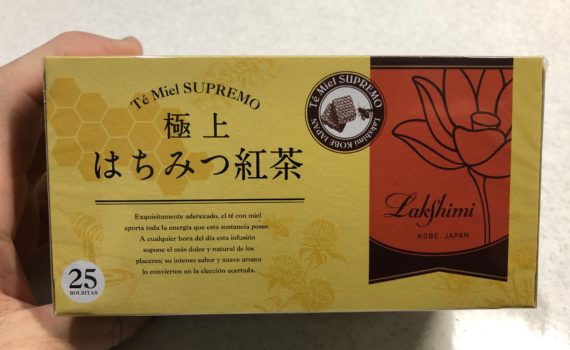 Té Miel SUPREMO
極上
はちみつ紅茶
Exquisitamente aderezado, el té con miel
aporta toda la energía que esta sustancia posee.
A cualquier hora del día esta infusión
supone el más dulce y natural de los
placeres; su intenso sabor y suave aroma
lo convierten en la elección acertada.
25
BOLSITAS
Té Miel SUPREMO
Lakshimi KOBE JAPAN
Lakshimi
KOBE JAPAN